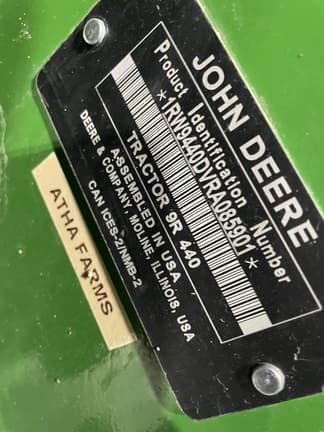 JOHN DEERE
Product Identification Number
*1RW9440DVRA085901*
TRACTOR 9R 440
ASSEMBLED IN USA
DEERE & COMPANY MOLINE, ILLINOIS, USA
CAN ICES-2/NMB-2
ATHA FARMS